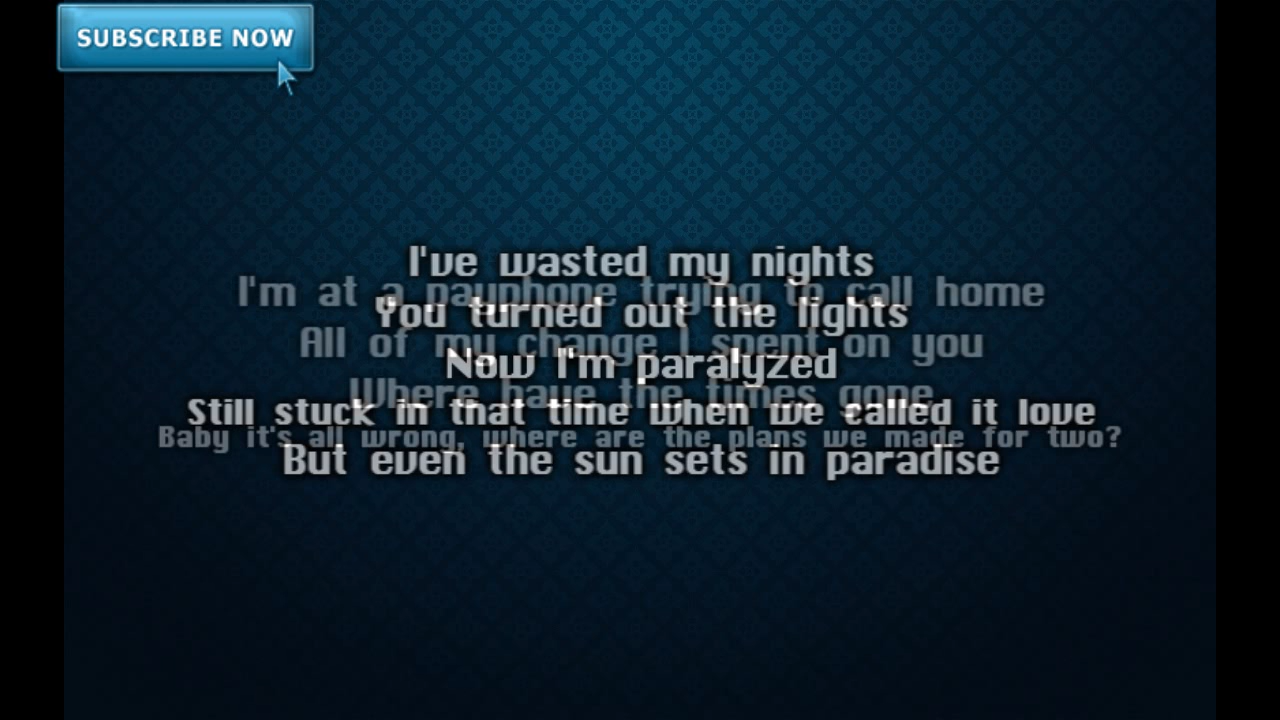 SUBSCRIBE NOW
I've wasted my nights
I'm at a payphone trying to call home
You turned out the lights
All of my change I spent on you
Now I'm paralyzed
Where have the times gone
Still stuck in that time when we called it love
Baby it's all wrong, where are the plans we made for two?
But even the sun sets in paradise